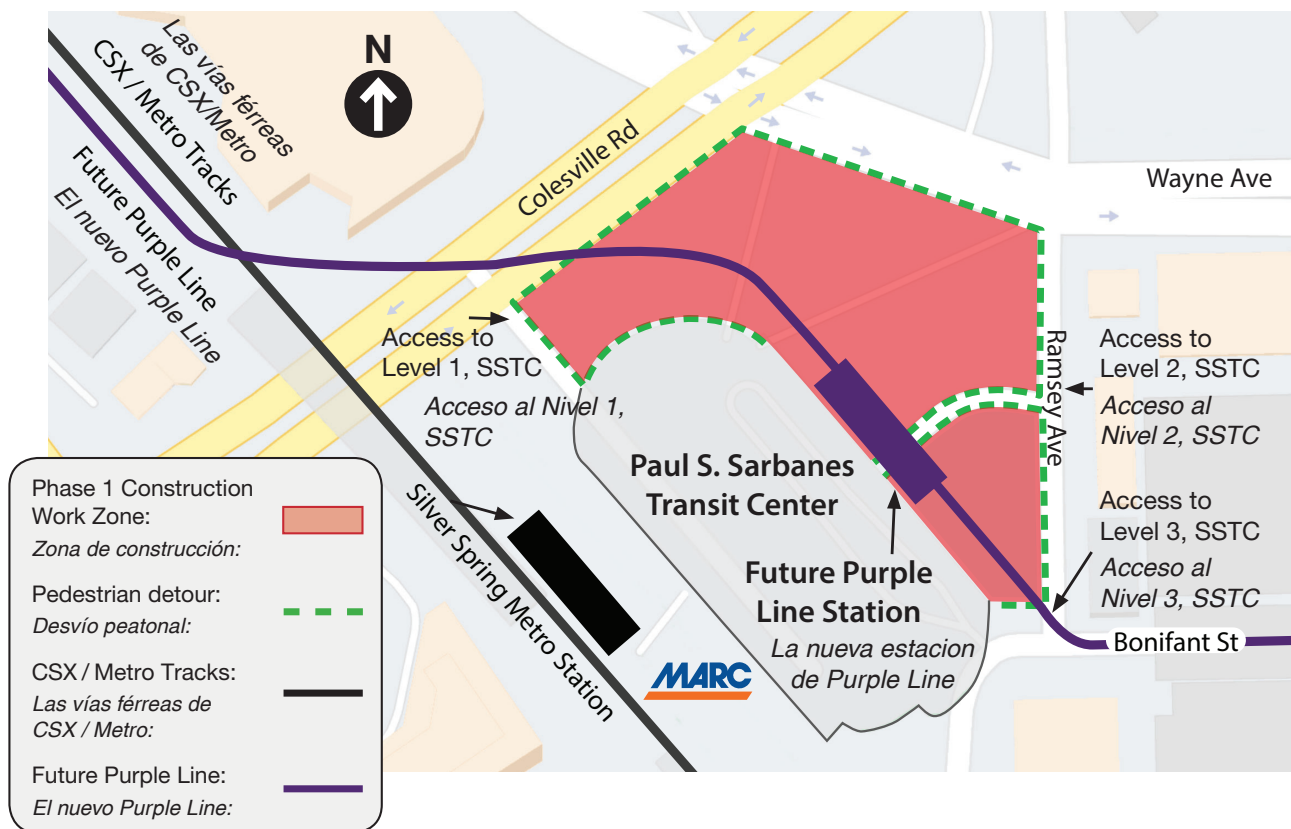 CSX / Metro Tracks
Las vías férreas
de CSX/Metro
N
Colesville Rd
Wayne Ave
Future Purple Line
El nuevo Purple Line
Access to
Level 1, SSTC
Acceso al Nivel 1,
SSTC
Ramsey Ave
Access to
Level 2, SSTC
Acceso al
Nivel 2, SSTC
Paul S. Sarbanes
Transit Center
Access to
Level 3, SSTC
Acceso al
Nivel 3, SSTC
Silver Spring Metro Station
Future Purple
Line Station
La nueva estacion
de Purple Line
Bonifant St
MARC
Phase 1 Construction
Work Zone:
Zona de construcción:
Pedestrian detour:
Desvío peatonal:
CSX / Metro Tracks:
Las vías férreas de
CSX / Metro:
Future Purple Line:
El nuevo Purple Line: